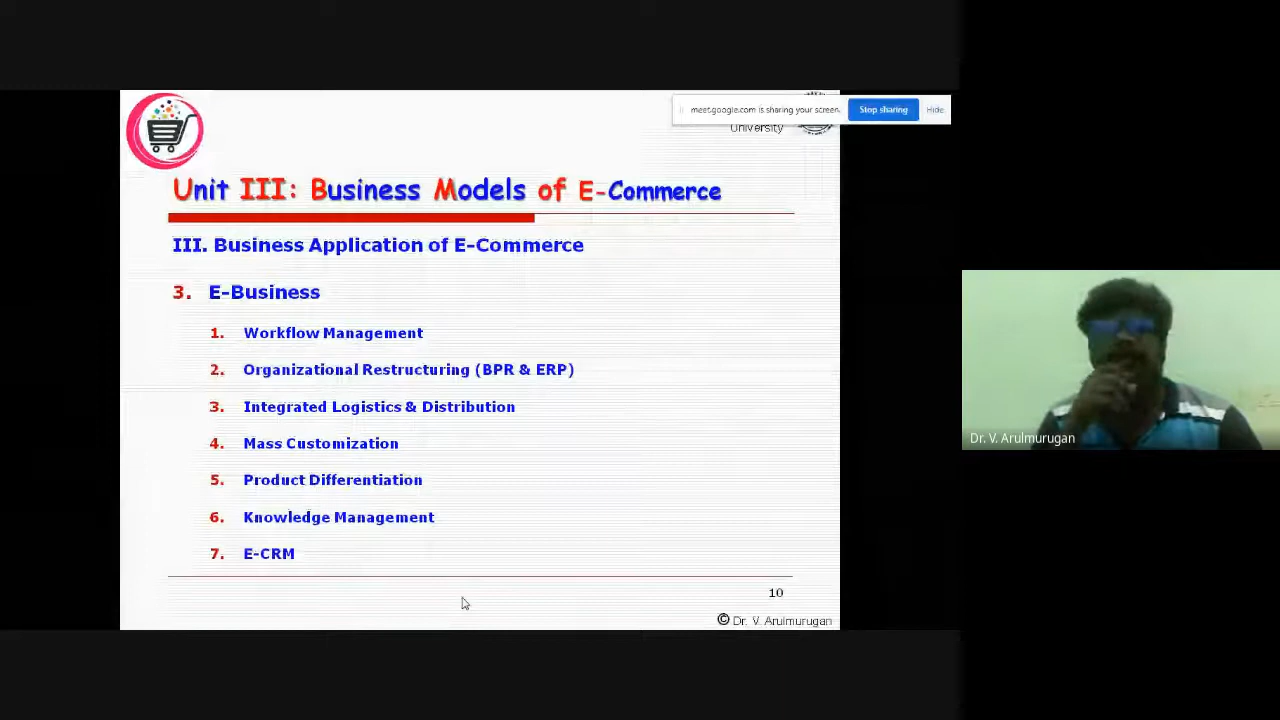 meet.google.com is sharing your screen.
Stop sharing
Hide
University
Unit III: Business Models of E-Commerce
III. Business Application of E-Commerce
3. E-Business
1. Workflow Management
2. Organizational Restructuring (BPR & ERP)
3. Integrated Logistics & Distribution
4. Mass Customization
5. Product Differentiation
6. Knowledge Management
7. E-CRM
10
© Dr. V. Arulmurugan
Dr. V. Arulmurugan